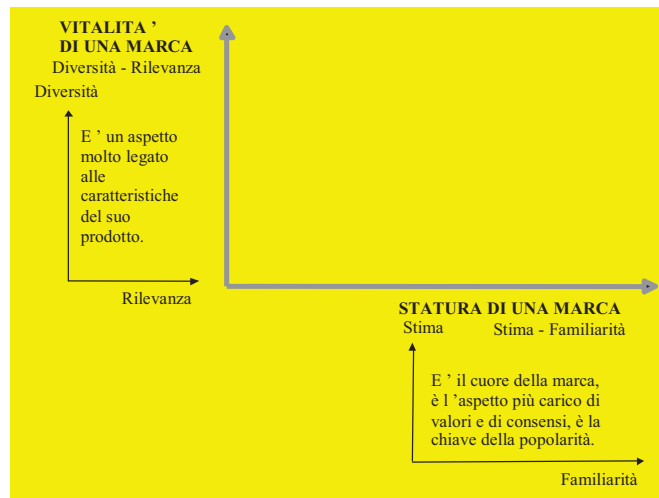 VITALITA ’
DI UNA MARCA
Diversità - Rilevanza
Diversità
E ’ un aspetto
molto legato
alle
caratteristiche
del suo
prodotto.
Rilevanza
STATURA DI UNA MARCA
Stima
Stima - Familiarità
E ’ il cuore della marca,
è l ’aspetto più carico di
valori e di consensi, è la
chiave della popolarità.
Familiarità